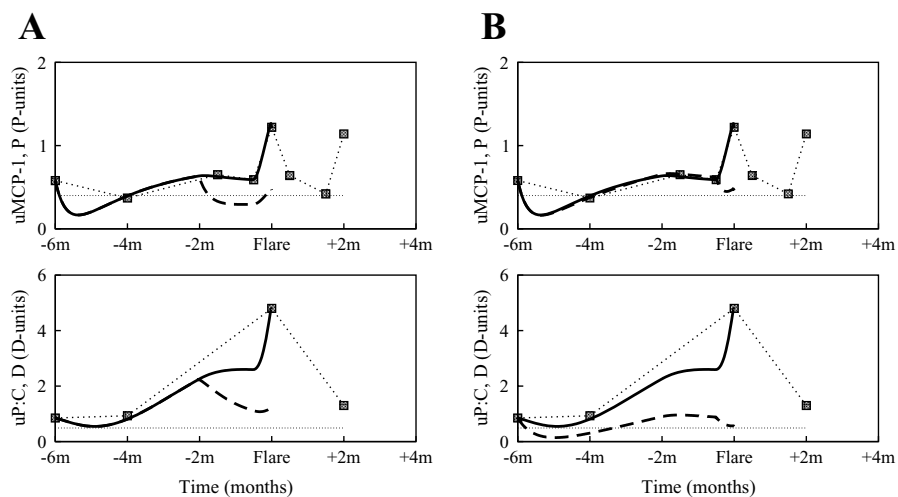 A
B
uMCP-1, P (P-units)
2
1
0
-6m -4m -2m Flare +2m +4m
uMCP-1, P (P-units)
2
1
0
-6m -4m -2m Flare +2m +4m
uP:C, D (D-units)
6
4
2
0
-6m -4m -2m Flare +2m +4m
Time (months)
uP:C, D (D-units)
6
4
2
0
-6m -4m -2m Flare +2m +4m
Time (months)